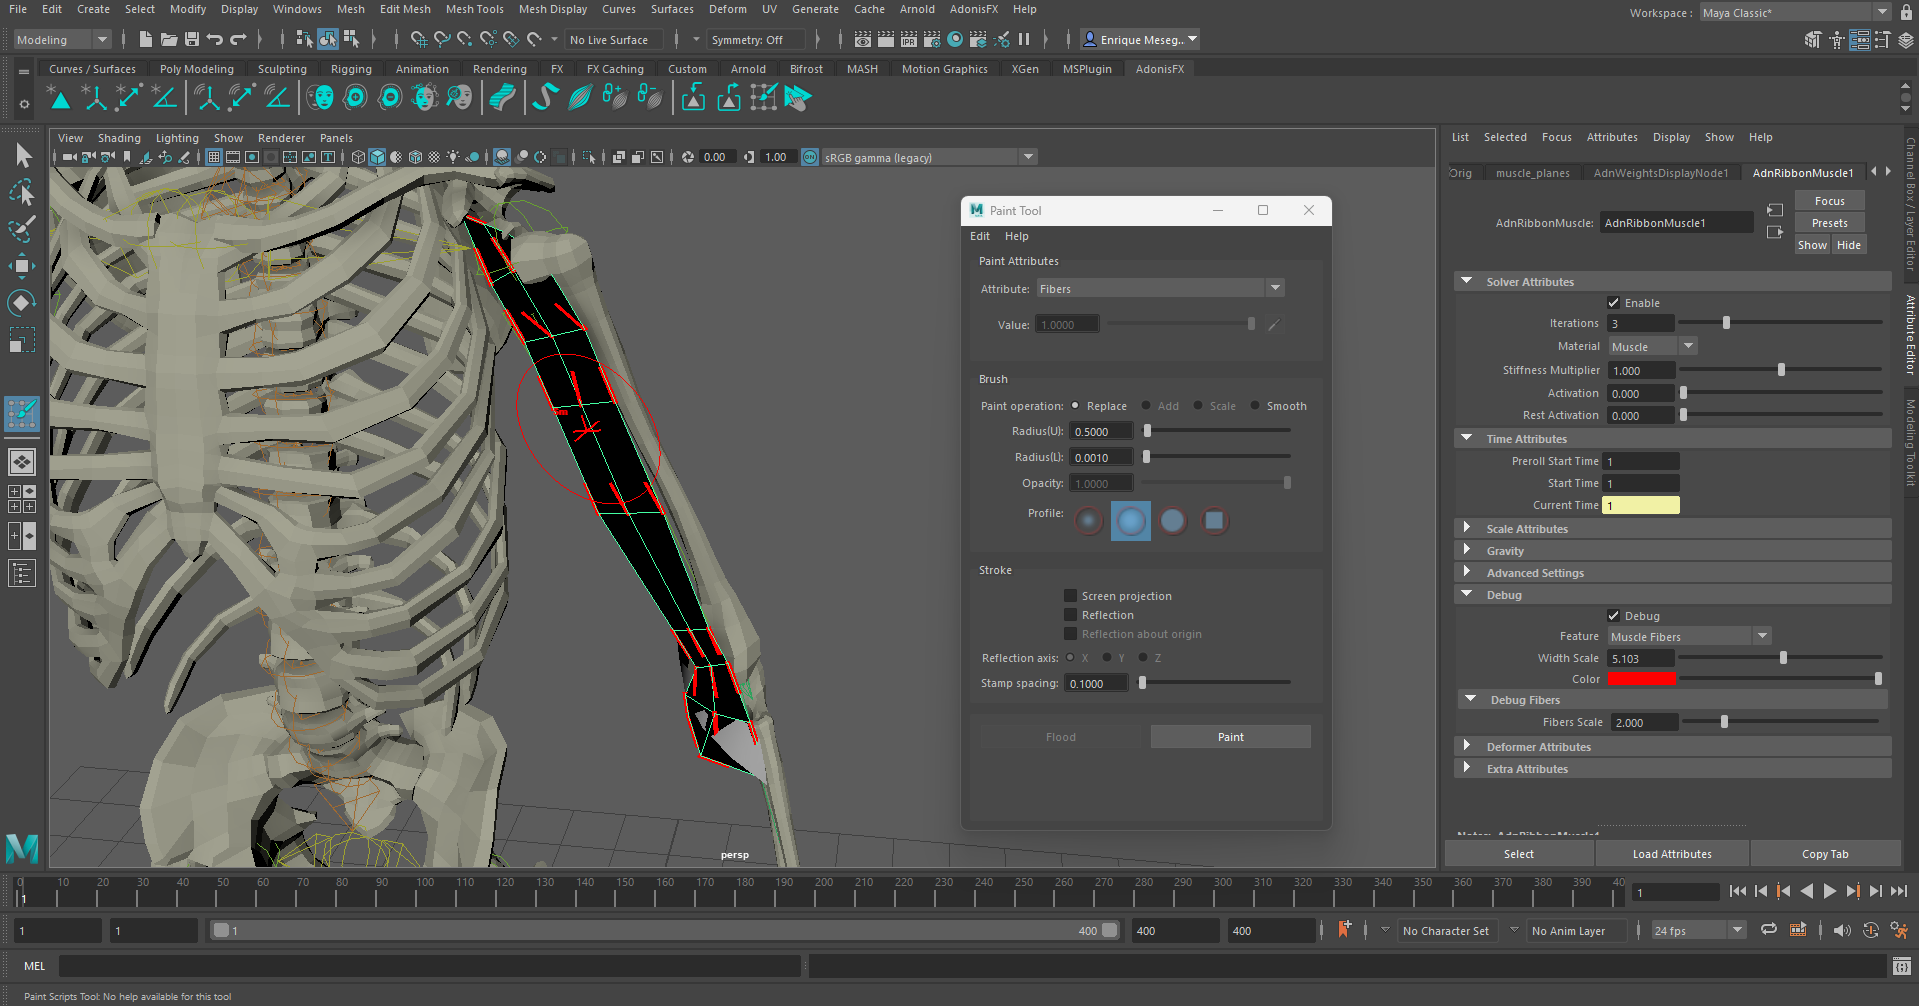 File Edit Create Select Modify Display Windows Mesh Edit Mesh Mesh Tools Mesh Display Curves Surfaces Deform UV Generate Cache Arnold AdonisFX Help
Workspace : Maya Classic*
Modeling
No Live Surface
Symmetry: Off
IPR
Enrique Meseg...
Curves / Surfaces Poly Modeling Sculpting Rigging Animation Rendering FX FX Caching Custom Arnold Bifrost MASH Motion Graphics XGen MSPlugin AdonisFX
View Shading Lighting Show Renderer Panels
0.00 1.00 ON sRGB gamma (legacy)
persp
Paint Tool
Edit Help
Paint Attributes
Attribute: Fibers
Value: 1.0000
Brush
Paint operation: Replace Add Scale Smooth
Radius(U): 0.5000
Radius(L): 0.0010
Opacity: 1.0000
Profile:
Stroke
Screen projection
Reflection
Reflection about origin
Reflection axis: X Y Z
Stamp spacing: 0.1000
Flood Paint
List Selected Focus Attributes Display Show Help
Orig muscle_planes AdnWeightsDisplayNode1 AdnRibbonMuscle1
Focus
AdnRibbonMuscle: AdnRibbonMuscle1
Presets
Show Hide
Solver Attributes
Enable
Iterations 3
Material Muscle
Stiffness Multiplier 1.000
Activation 0.000
Rest Activation 0.000
Time Attributes
Preroll Start Time 1
Start Time 1
Current Time 1
Scale Attributes
Gravity
Advanced Settings
Debug
Debug
Feature Muscle Fibers
Width Scale 5.103
Color
Debug Fibers
Fibers Scale 2.000
Deformer Attributes
Extra Attributes
Notes: AdnRibbonMuscle1
Select Load Attributes Copy Tab
Channel Box / Layer Editor
Attribute Editor
Modeling Toolkit
0 10 20 30 40 50 60 70 80 90 100 110 120 130 140 150 160 170 180 190 200 210 220 230 240 250 260 270 280 290 300 310 320 330 340 350 360 370 380 390 40
1
1
1 1 1 400 400 400
No Character Set
No Anim Layer
24 fps
MEL
Paint Scripts Tool: No help available for this tool